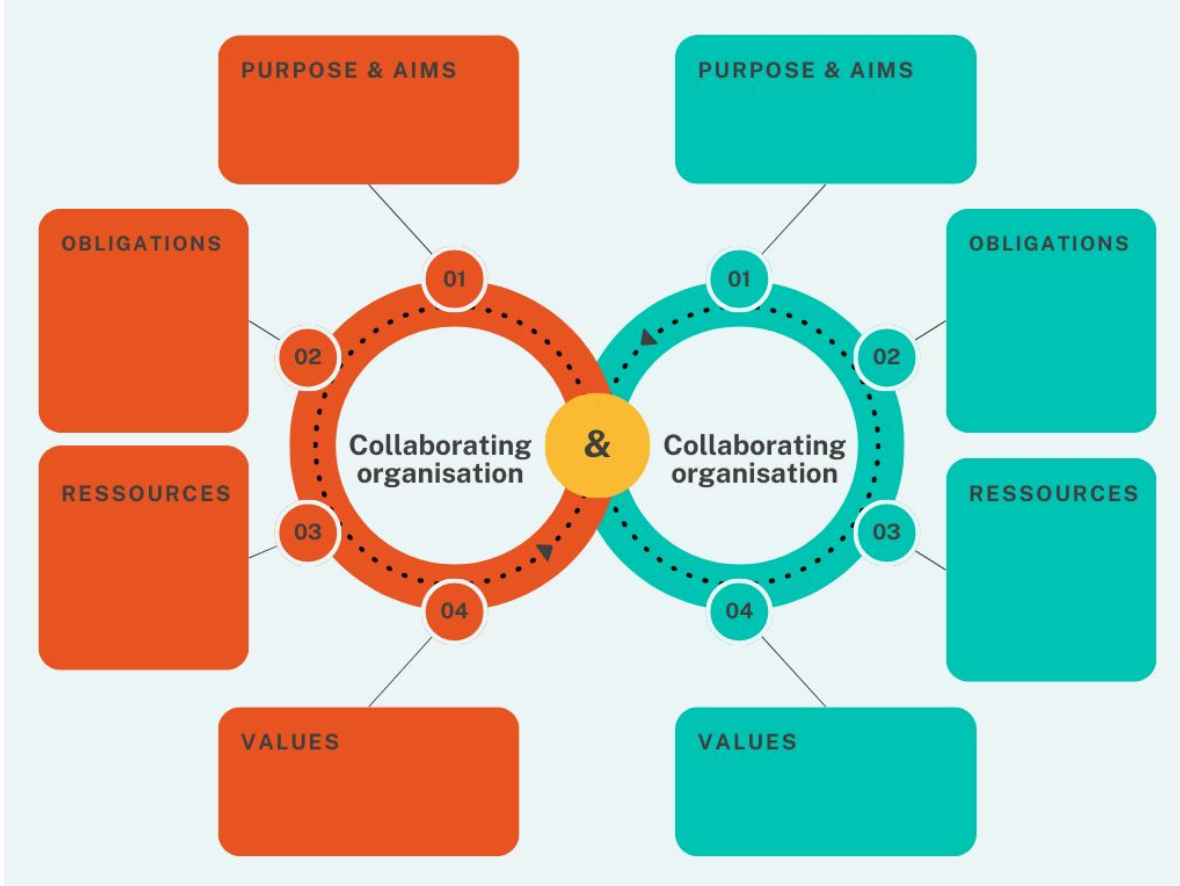 PURPOSE & AIMS
PURPOSE & AIMS
OBLIGATIONS
OBLIGATIONS
01
01
02
02
Collaborating
organisation
&
Collaborating
organisation
RESSOURCES
RESSOURCES
03
03
04
04
VALUES
VALUES